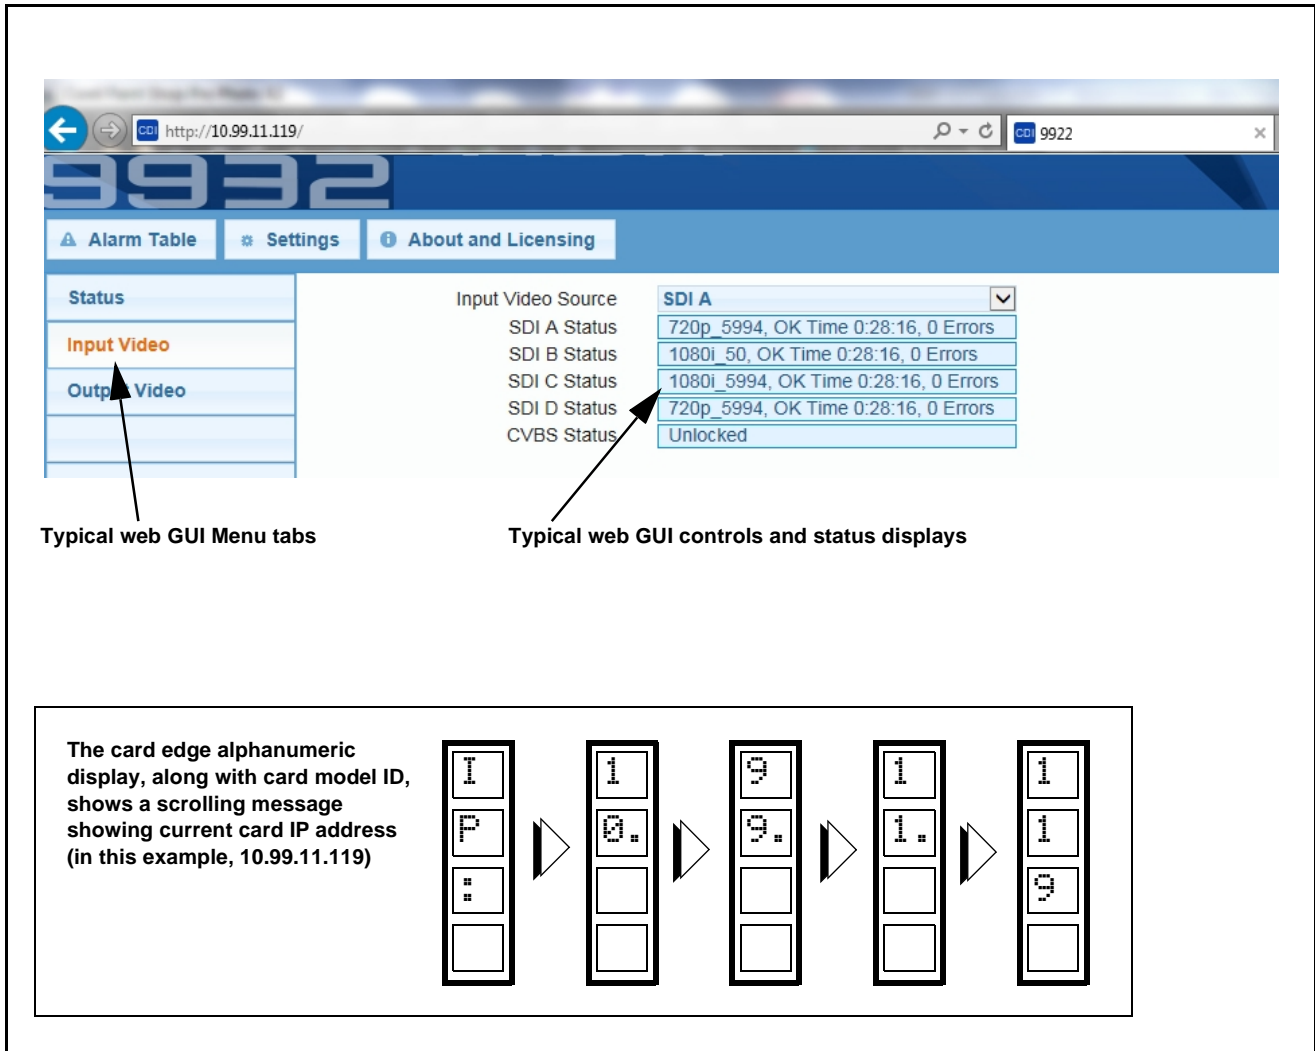 http://10.99.11.119/
CDI 9922
9932
Alarm Table
Settings
About and Licensing
Status
Input Video
Output Video
Input Video Source SDI A
SDI A Status 720p_5994, OK Time 0:28:16, 0 Errors
SDI B Status 1080i_50, OK Time 0:28:16, 0 Errors
SDI C Status 1080i_5994, OK Time 0:28:16, 0 Errors
SDI D Status 720p_5994, OK Time 0:28:16, 0 Errors
CVBS Status Unlocked
Typical web GUI Menu tabs
Typical web GUI controls and status displays
The card edge alphanumeric
display, along with card model ID,
shows a scrolling message
showing current card IP address
(in this example, 10.99.11.119)
I
P
:
1
0.
9
9.
1
1.
1
1
9